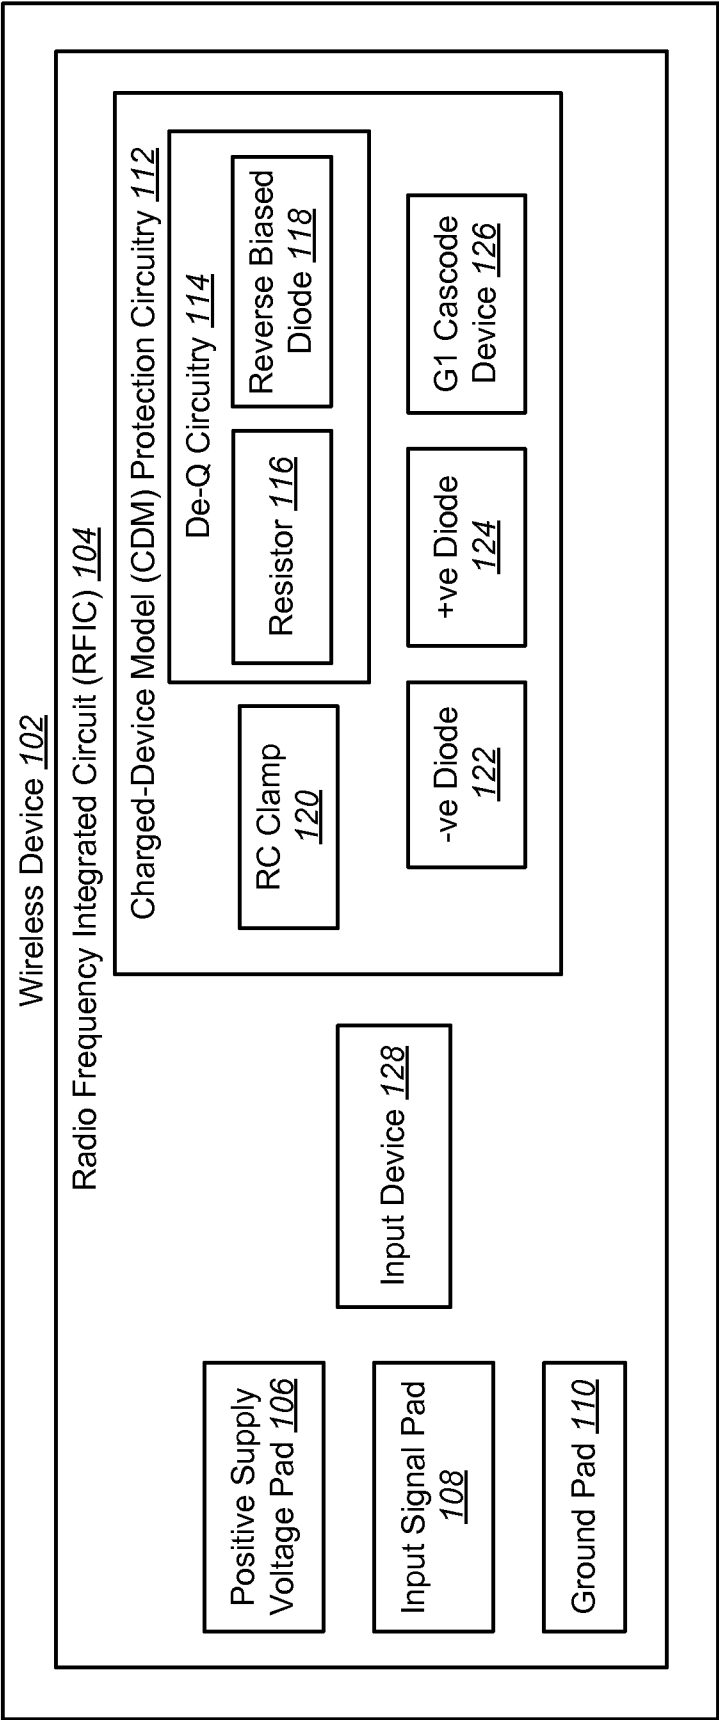 Wireless Device 102
Radio Frequency Integrated Circuit (RFIC) 104
Charged-Device Model (CDM) Protection Circuitry 112
De-Q Circuitry 114
Positive Supply
Voltage Pad 106
Input Signal Pad
108
Ground Pad 110
Input Device 128
RC Clamp
120
Resistor 116
Reverse Biased
Diode 118
-ve Diode
122
+ve Diode
124
G1 Cascode
Device 126